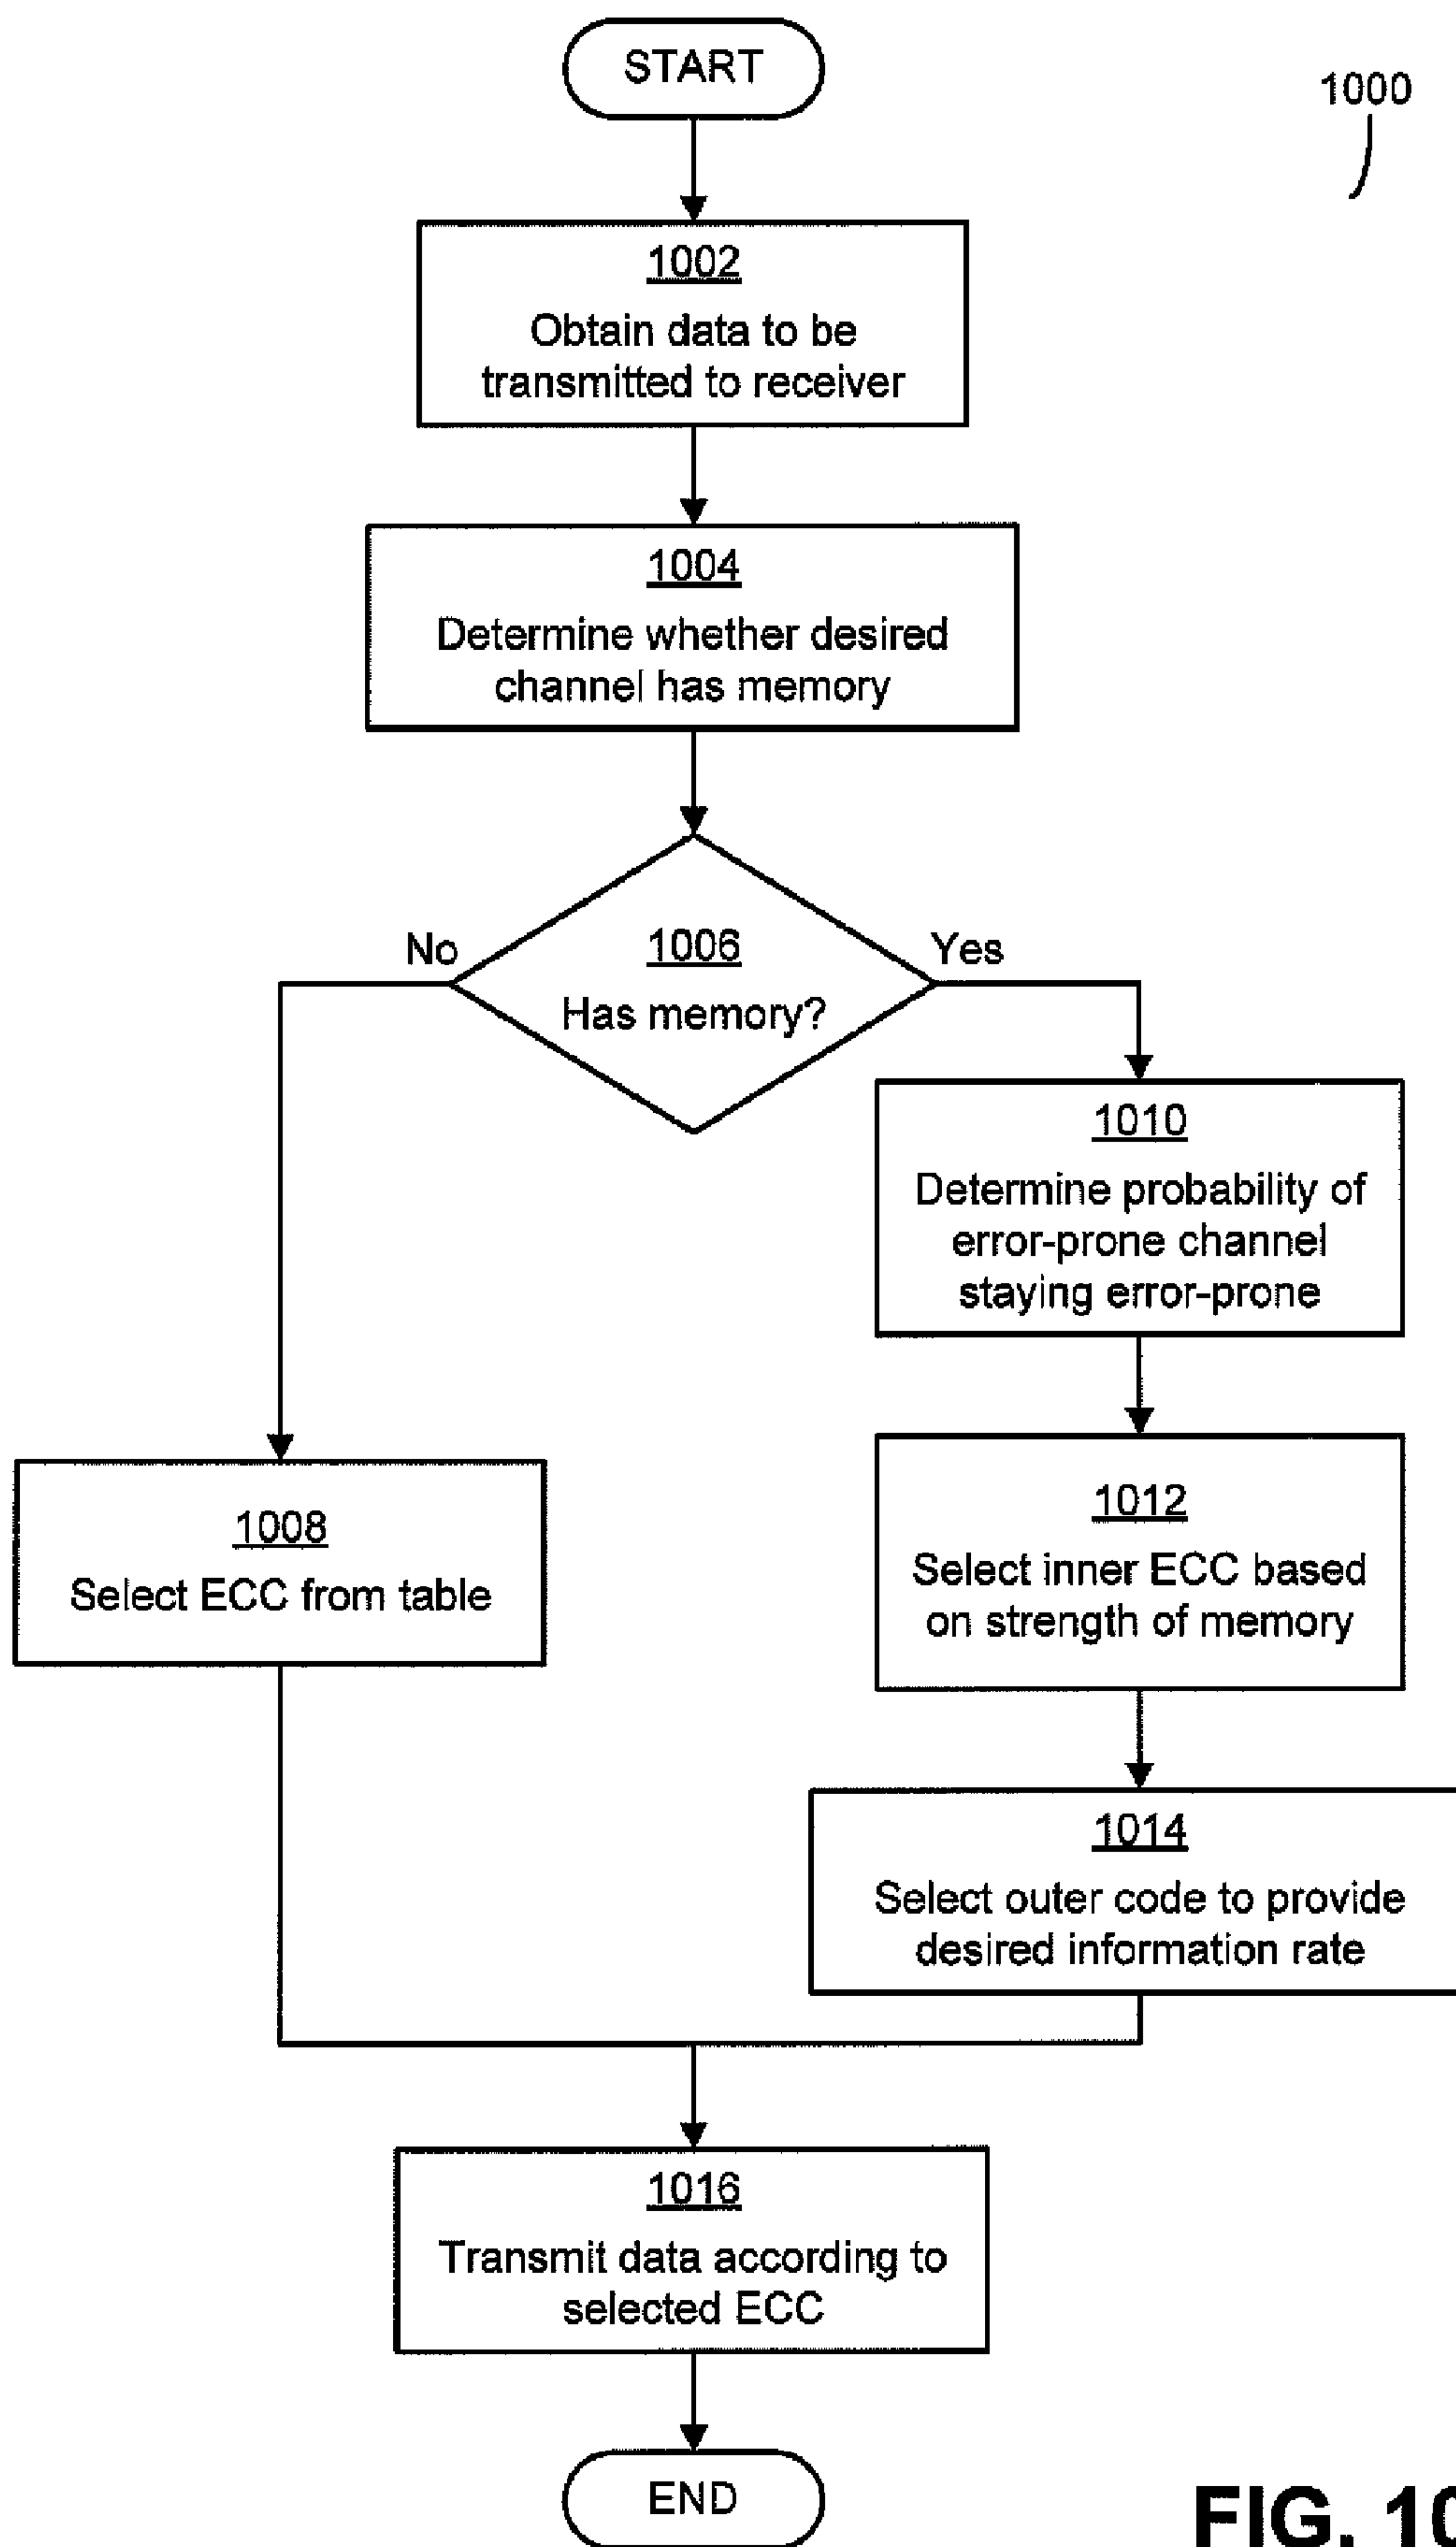 START
1000
1002
Obtain data to be
transmitted to receiver
1004
Determine whether desired
channel has memory
No
1006
Has memory?
Yes
1010
Determine probability of
error-prone channel
staying error-prone
1012
Select inner ECC based
on strength of memory
1008
Select ECC from table
1014
Select outer code to provide
desired information rate
1016
Transmit data according to
selected ECC
END
FIG. 10